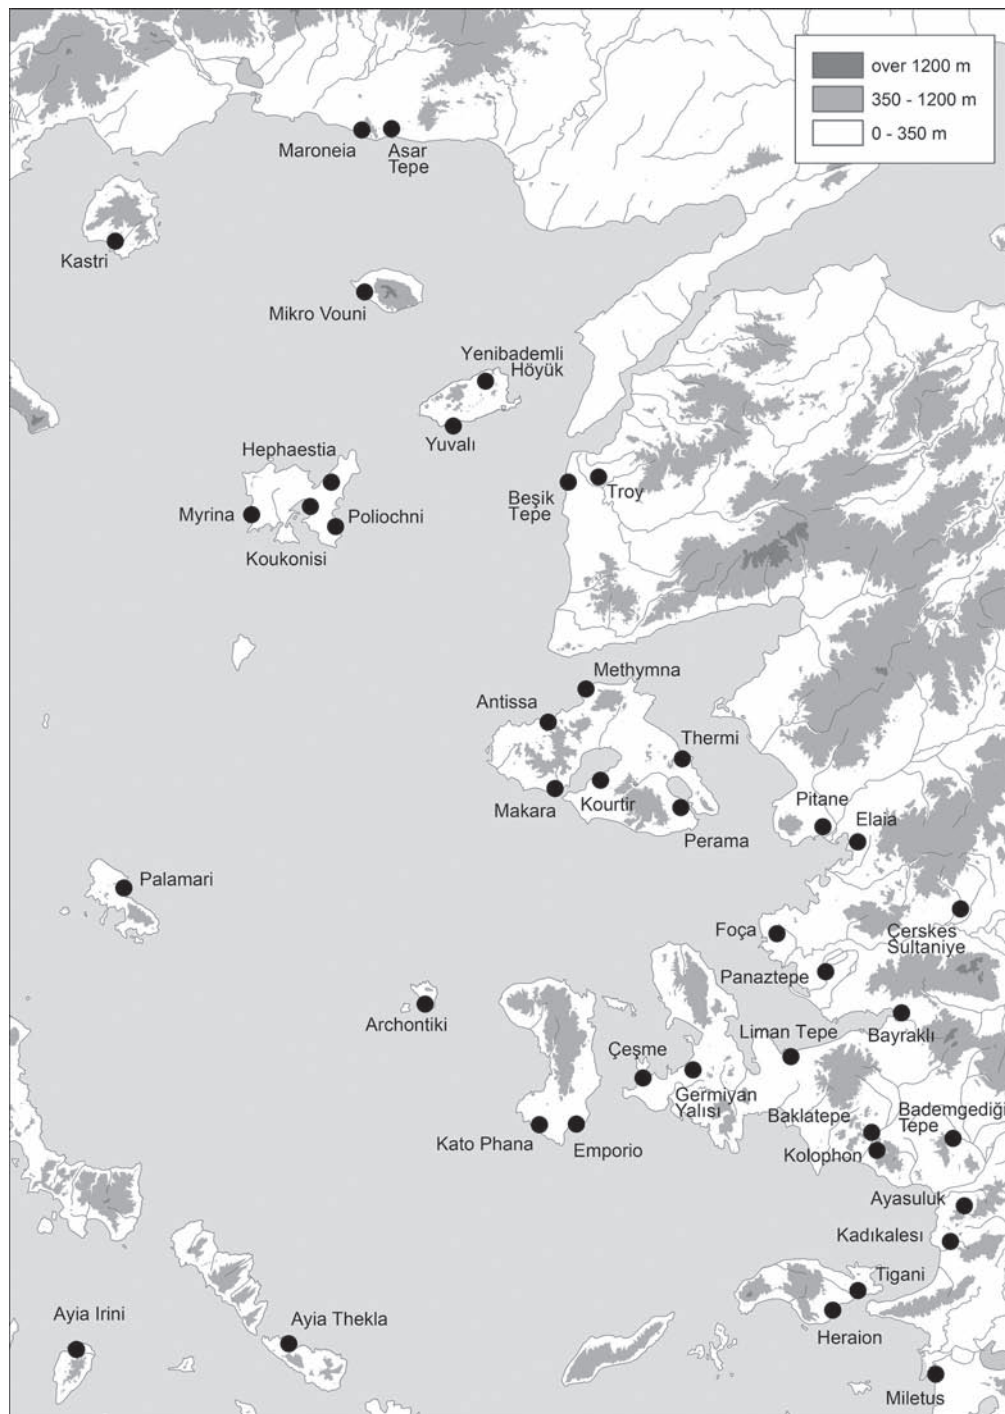 over 1200 m
350 - 1200 m
0 - 350 m
Maroneia
Asar
Tepe
Kastri
Mikro Vouni
Yenibademli
Höyük
Yuvalı
Hephaestia
Myrina
Poliochni
Koukonisi
Beşik
Tepe
Troy
Methymna
Antissa
Thermi
Makara
Kourtir
Perama
Pitane
Elaia
Palamari
Foça
Çerskes
Sultaniye
Panaztepe
Archontiki
Bayraklı
Liman Tepe
Çeşme
Germiyan
Yalısı
Baklatepe
Bademgediği
Tepe
Kato Phana
Emporio
Kolophon
Ayasuluk
Kadıkalesı
Tigani
Ayia Irini
Ayia Thekla
Heraion
Miletus